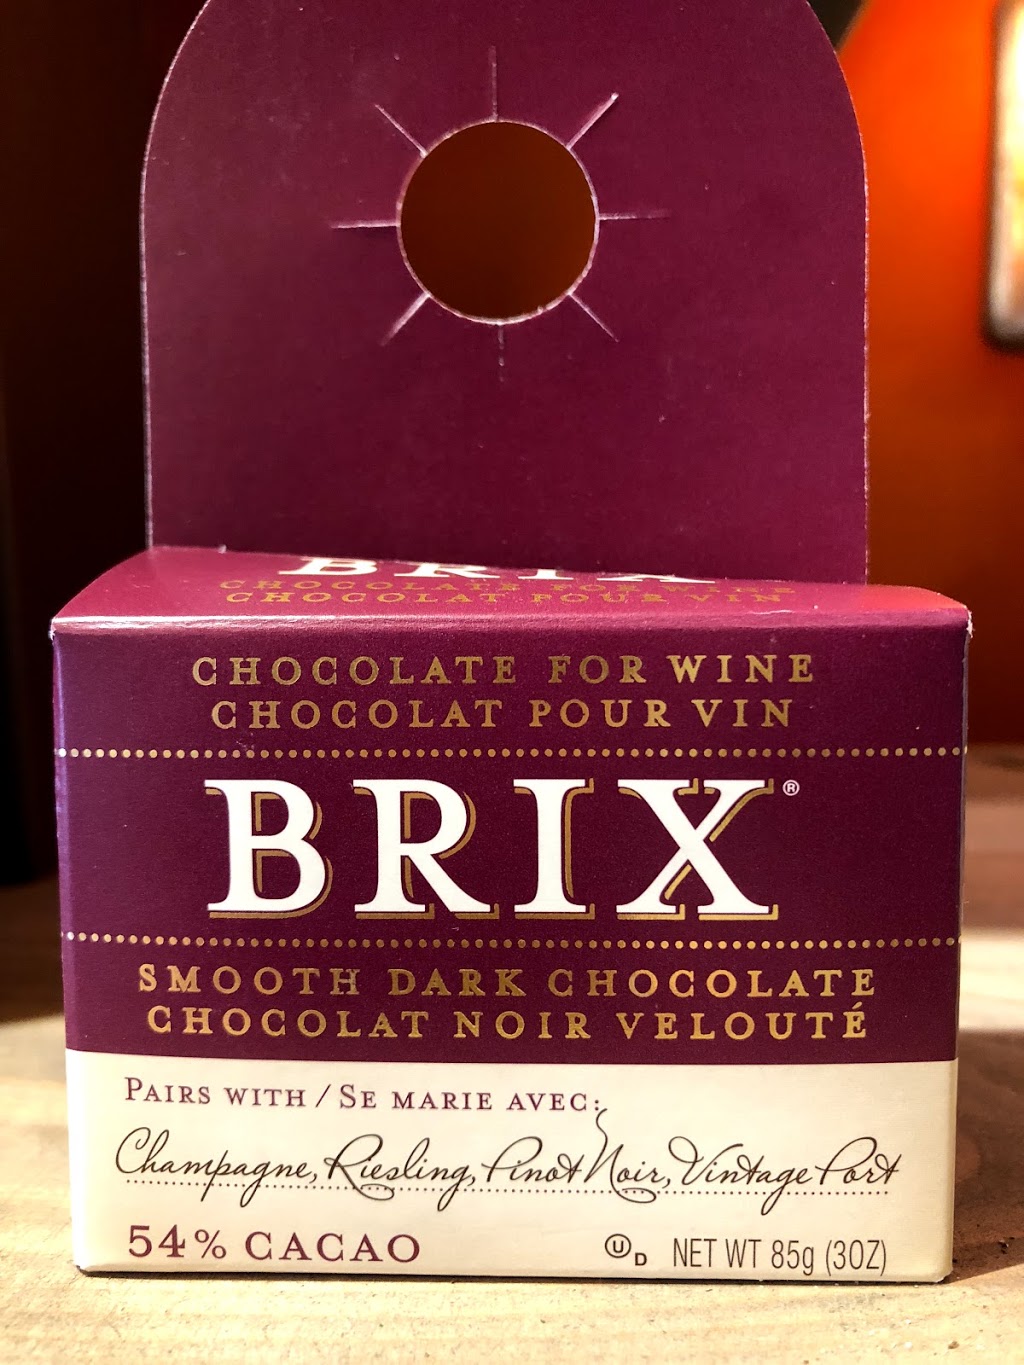 BRIX
CHOCOLATE FOR WINE
CHOCOLAT POUR VIN
CHOCOLATE FOR WINE
CHOCOLAT POUR VIN
BRIX®
SMOOTH DARK CHOCOLATE
CHOCOLAT NOIR VELOUTÉ
PAIRS WITH / SE MARIE AVEC:
Champagne, Riesling, Pinot Noir, Vintage Port
54% CACAO
Ⓤ D NET WT 85g (3OZ)